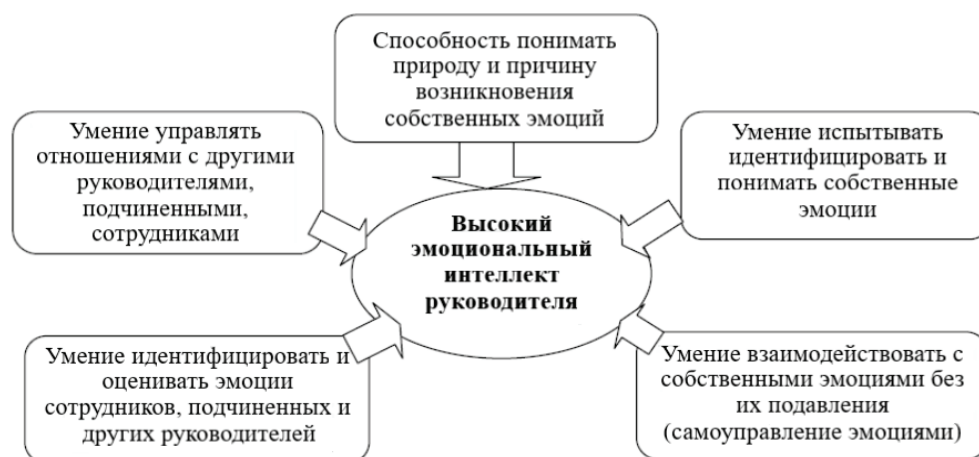 Способность понимать
природу и причину
возникновения
собственных эмоций
Умение управлять
отношениями с другими
руководителями,
подчиненными,
сотрудниками
Умение испытывать
идентифицировать и
понимать собственные
эмоции
Высокий
эмоциональный
интеллект
руководителя
Умение идентифицировать и
оценивать эмоции
сотрудников, подчиненных и
других руководителей
Умение взаимодействовать с
собственными эмоциями без
их подавления
(самоуправление эмоциями)